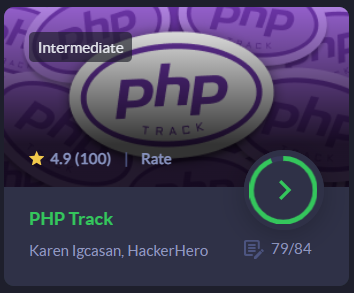 Intermediate
php
TRACK
4.9 (100) | Rate
PHP Track
Karen Igcasan, HackerHero
79/84